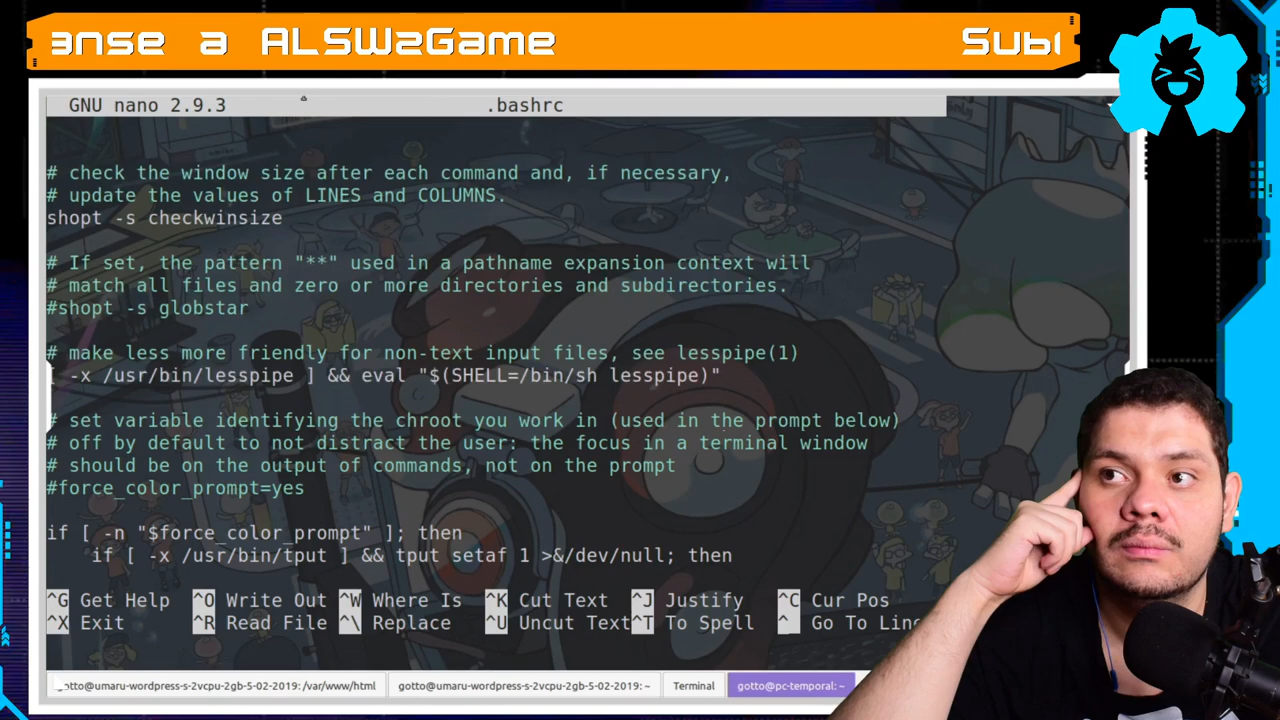 ALSW2Game
GNU nano 2.9.3 .bashrc
# check the window size after each command and, if necessary,
# update the values of LINES and COLUMNS.
shopt -s checkwinsize
# If set, the pattern "**" used in a pathname expansion context will
# match all files and zero or more directories and subdirectories.
#shopt -s globstar
# make less more friendly for non-text input files, see lesspipe(1)
[ -x /usr/bin/lesspipe ] && eval "$(SHELL=/bin/sh lesspipe)"
# set variable identifying the chroot you work in (used in the prompt below)
# off by default to not distract the user: the focus in a terminal window
# should be on the output of commands, not on the prompt
#force_color_prompt=yes
if [ -n "$force_color_prompt" ]; then
if [ -x /usr/bin/tput ] && tput setaf 1 >&/dev/null; then
^G Get Help ^O Write Out ^W Where Is ^K Cut Text ^J Justify ^C Cur Pos
^X Exit ^R Read File ^\ Replace ^U Uncut Text ^T To Spell ^ Go To Line
gotto@umaru-wordpress-s-2vcpu-2gb-5-02-2019: /var/www/html gotto@umaru-wordpress-s-2vcpu-2gb-5-02-2019: ~ Terminal gotto@pc-temporal: ~